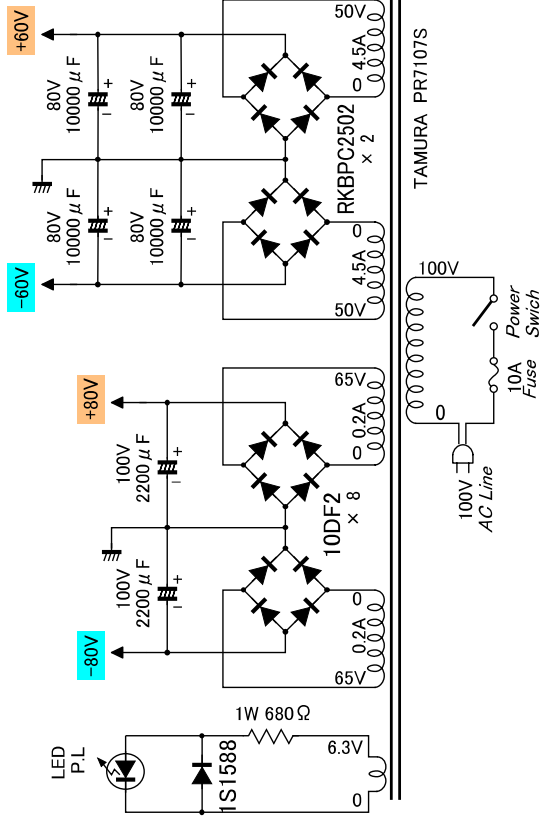 +60V
80V
10000μF
+
−
80V
10000μF
+
−
50V
4.5A
0
RKBPC2502
× 2
TAMURA PR7107S
80V
10000μF
+
−
80V
10000μF
+
−
-60V
0
4.5A
50V
100V
0
Power
Swich
10A
Fuse
100V
AC Line
+80V
100V
2200μF
+
−
65V
0.2A
0
10DF2
× 8
100V
2200μF
+
−
-80V
0
0.2A
65V
LED
P.L
1W 680Ω
1S1588
6.3V
0